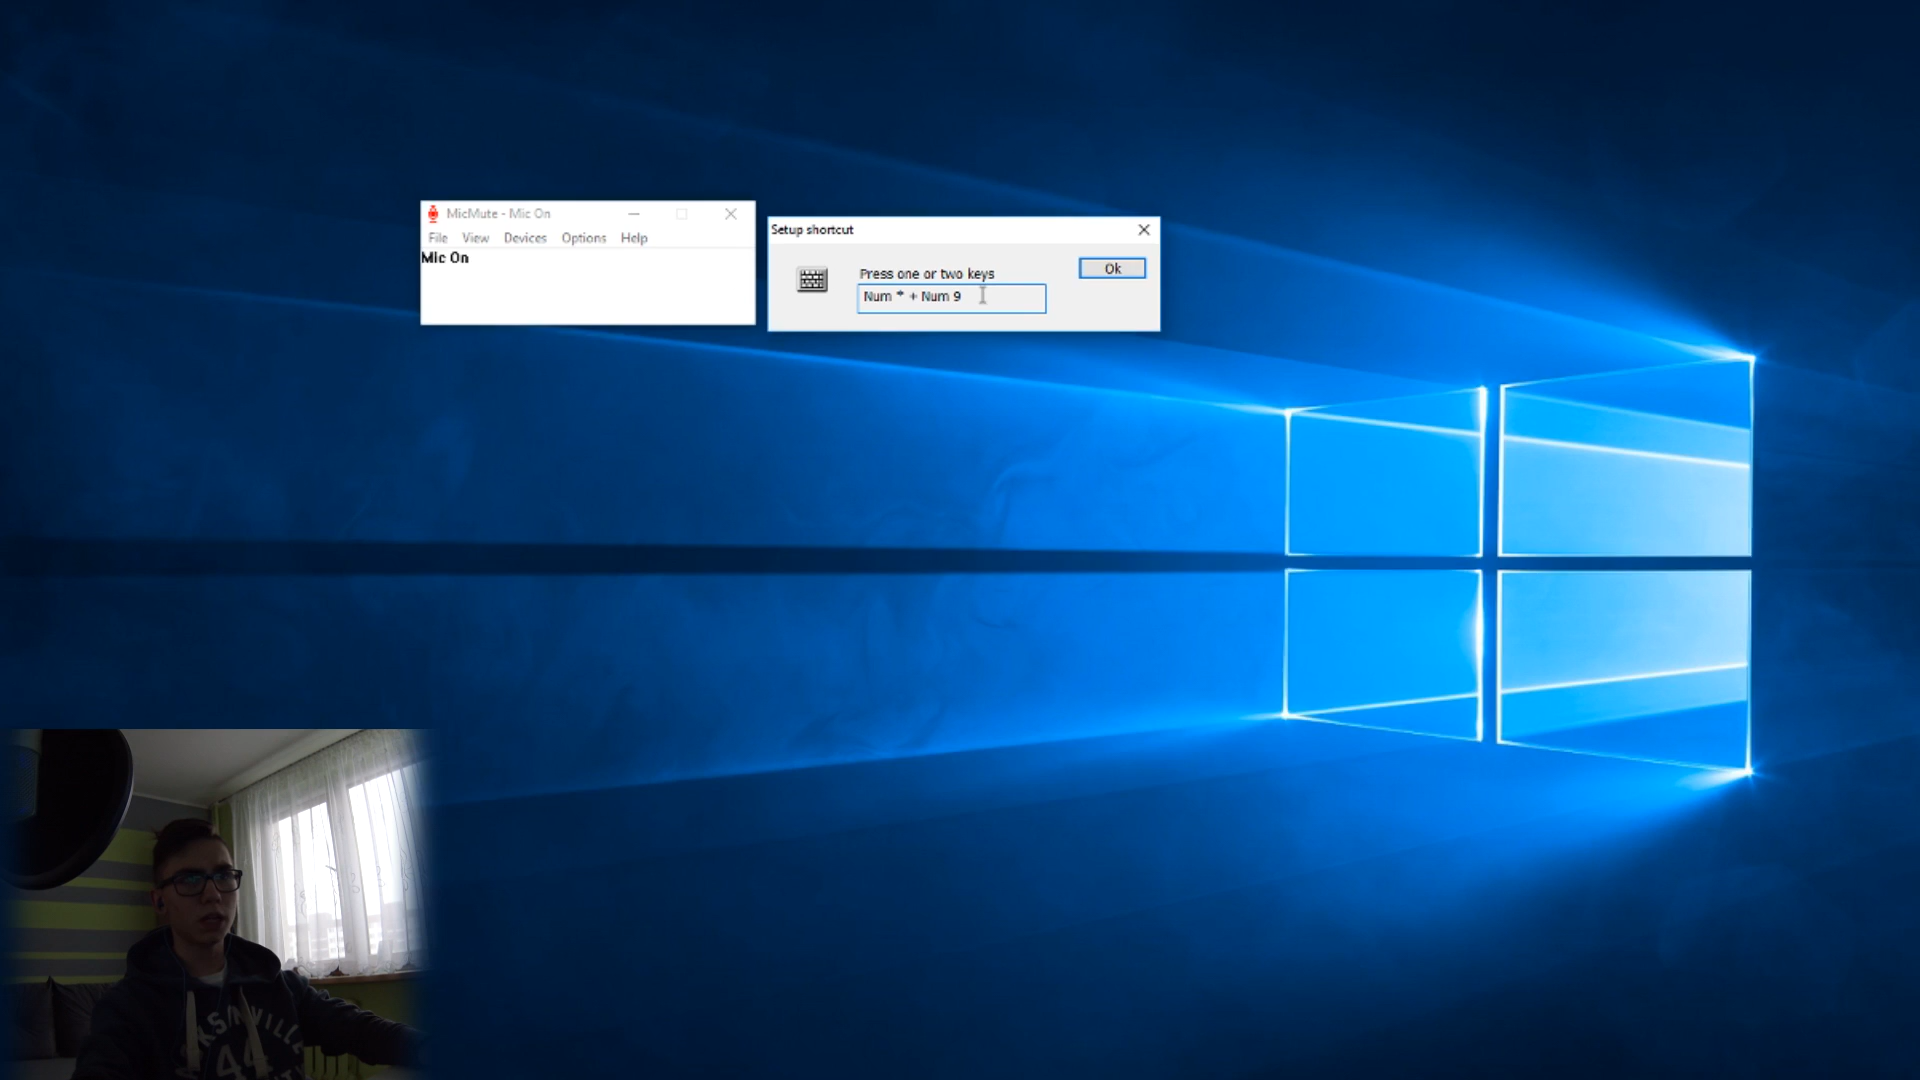 MicMute - Mic On
File View Devices Options Help
Mic On
Setup shortcut
Press one or two keys
Num * + Num 9
Ok
44